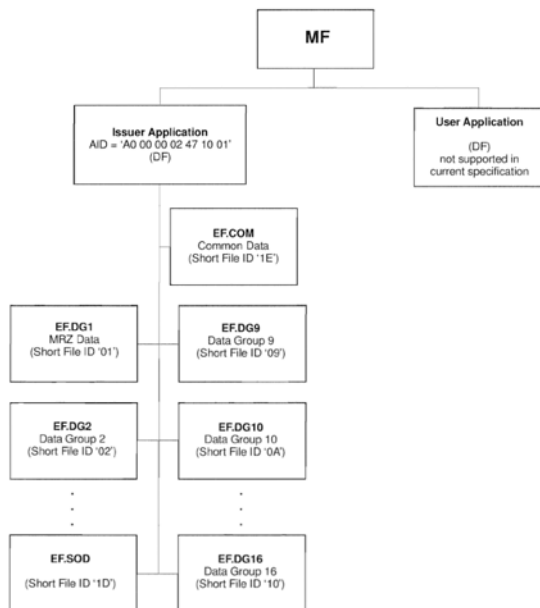 MF
Issuer Application
AID = 'A0 00 00 02 47 10 01'
(DF)
User Application
(DF)
not supported in
current specification
EF.COM
Common Data
(Short File ID '1E')
EF.DG1
MRZ Data
(Short File ID '01')
EF.DG9
Data Group 9
(Short File ID '09')
EF.DG2
Data Group 2
(Short File ID '02')
EF.DG10
Data Group 10
(Short File ID '0A')
EF.SOD
(Short File ID '1D')
EF.DG16
Data Group 16
(Short File ID '10')